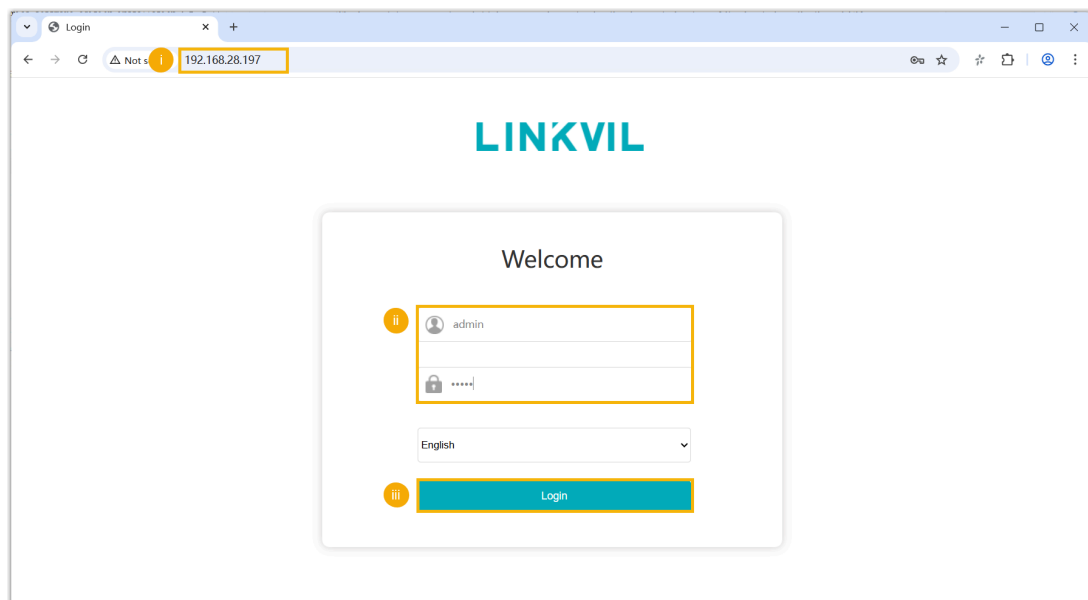 Login
Not s
i
192.168.28.197
LINKVIL
Welcome
ii
admin
•••••
English
iii
Login